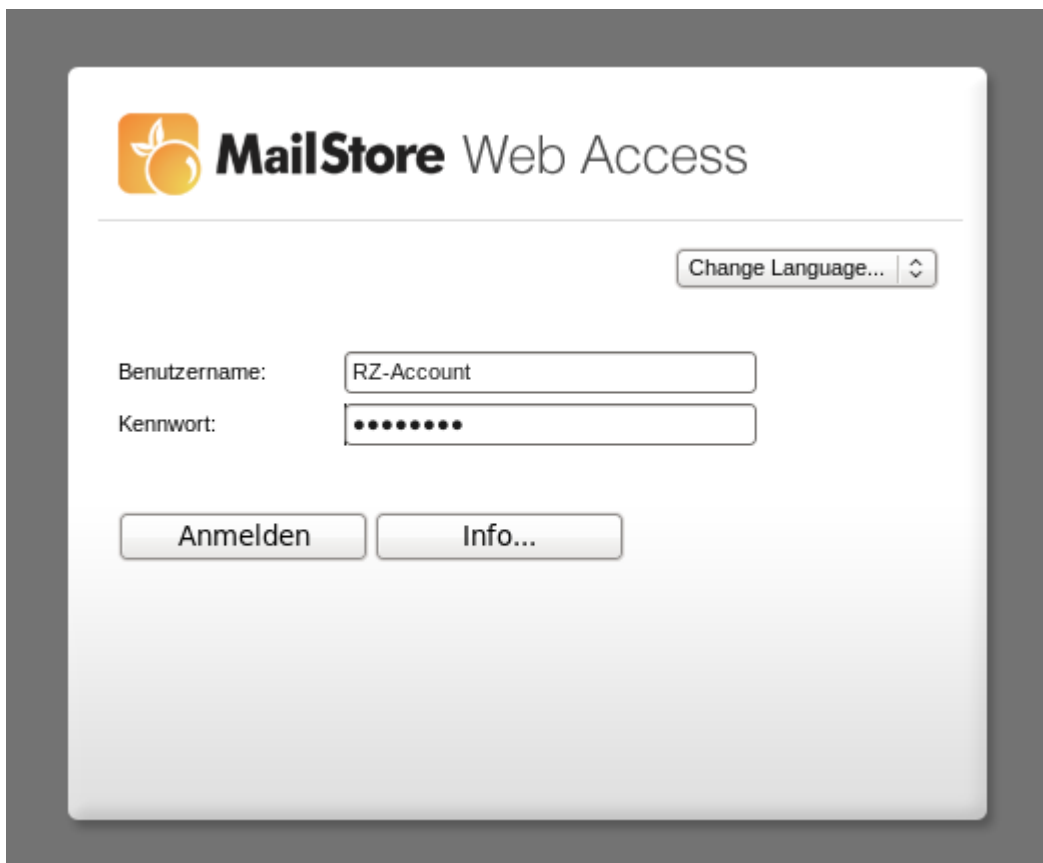 MailStore Web Access
Change Language...
Benutzername: RZ-Account
Kennwort: ••••••••
Anmelden Info...